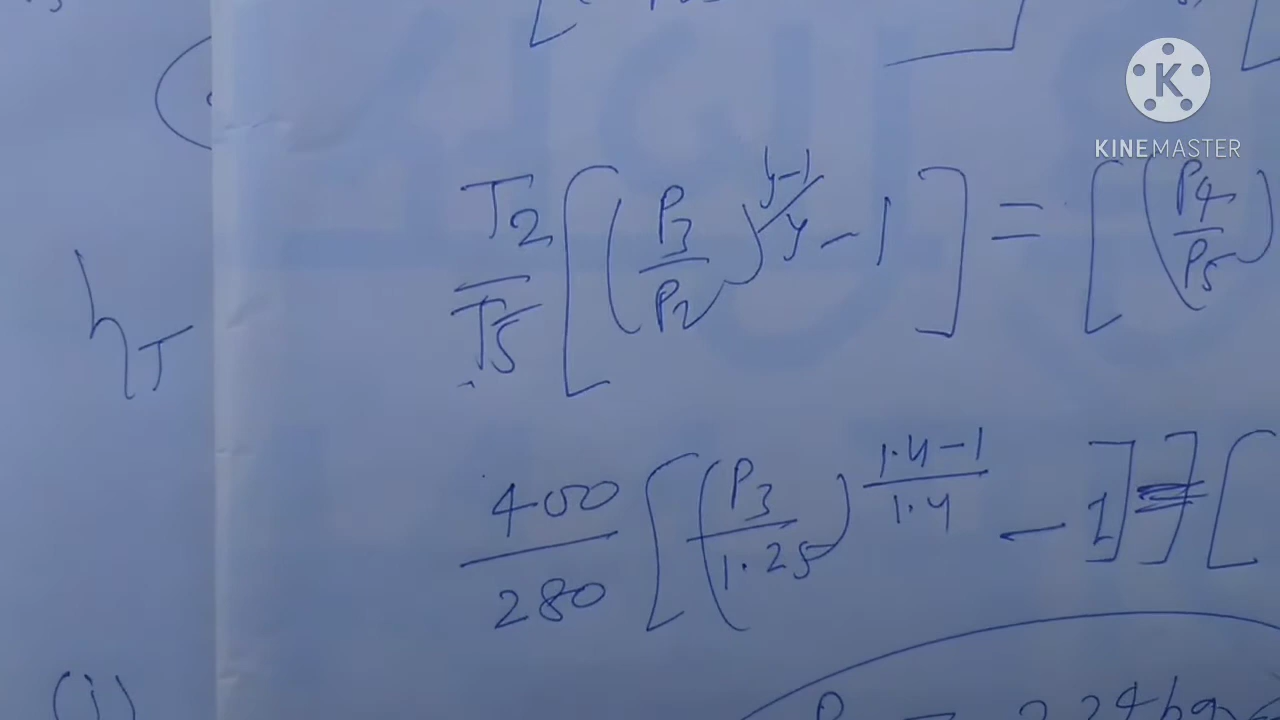 KINEMASTER
T2/T5 [(P3/P2)^(y-1/y) - 1] = [(P4/P5)
hT
400/280 [(P3/1.25)^(1.4-1/1.4) - 1] = [
(i)